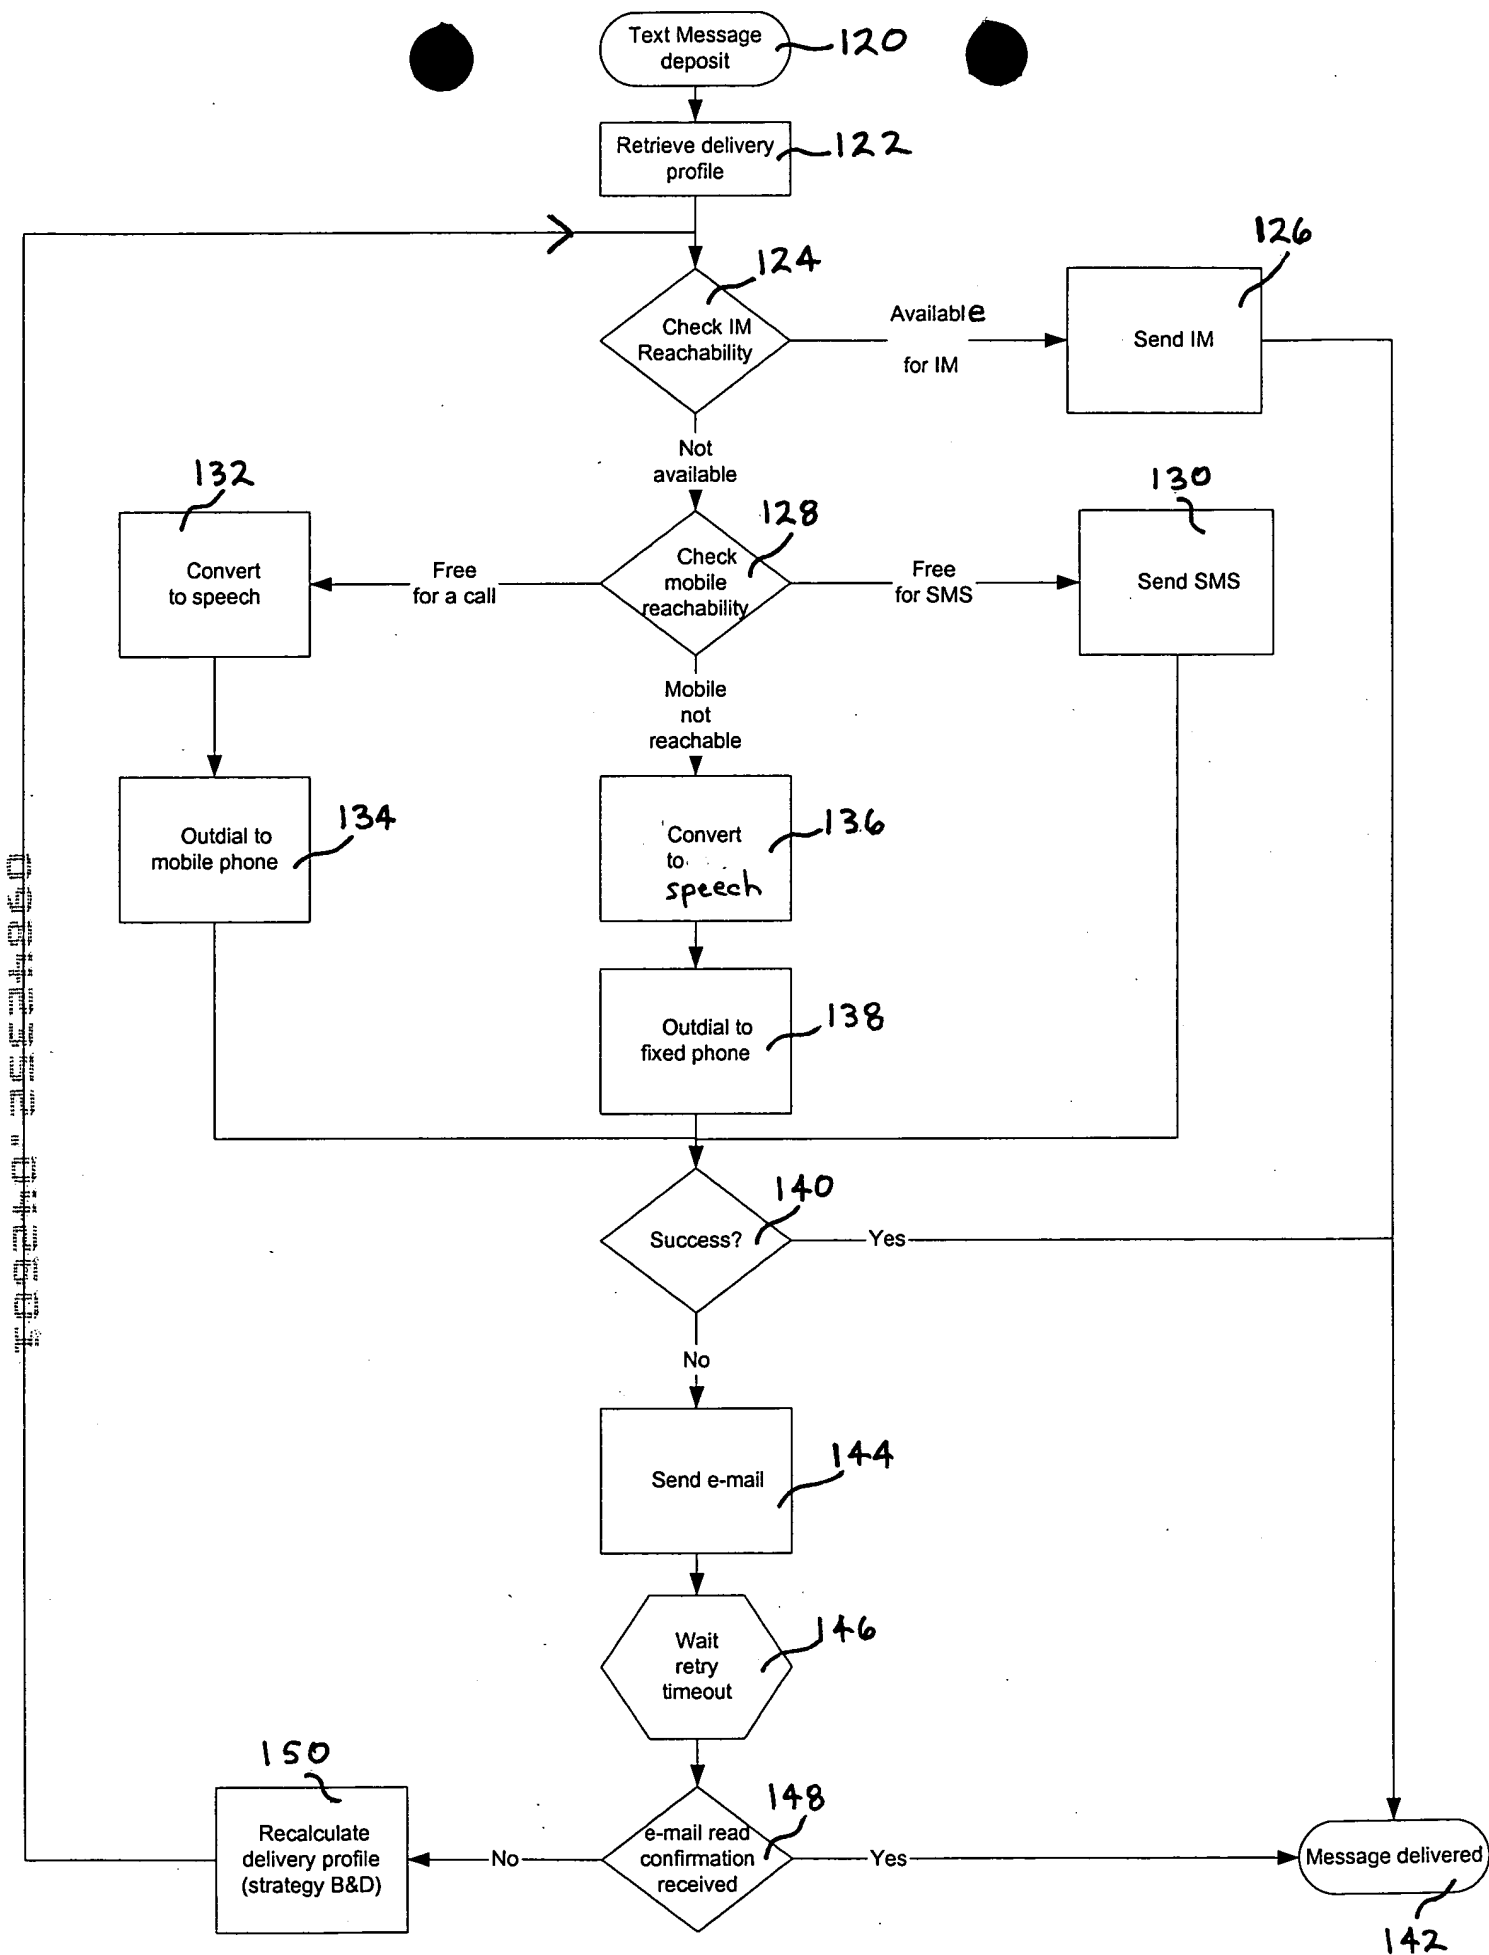 Text Message
deposit
120
Retrieve delivery
profile
122
124
Check IM
Reachability
Available
for IM
126
Send IM
Not
available
132
Convert
to speech
Free
for a call
128
Check
mobile
reachability
Free
for SMS
130
Send SMS
Mobile
not
reachable
Outdial to
mobile phone
134
Convert
to
speech
136
Outdial to
fixed phone
138
140
Success?
Yes
No
Send e-mail
144
Wait
retry
timeout
146
150
Recalculate
delivery profile
(strategy B&D)
No
148
e-mail read
confirmation
received
Yes
Message delivered
142